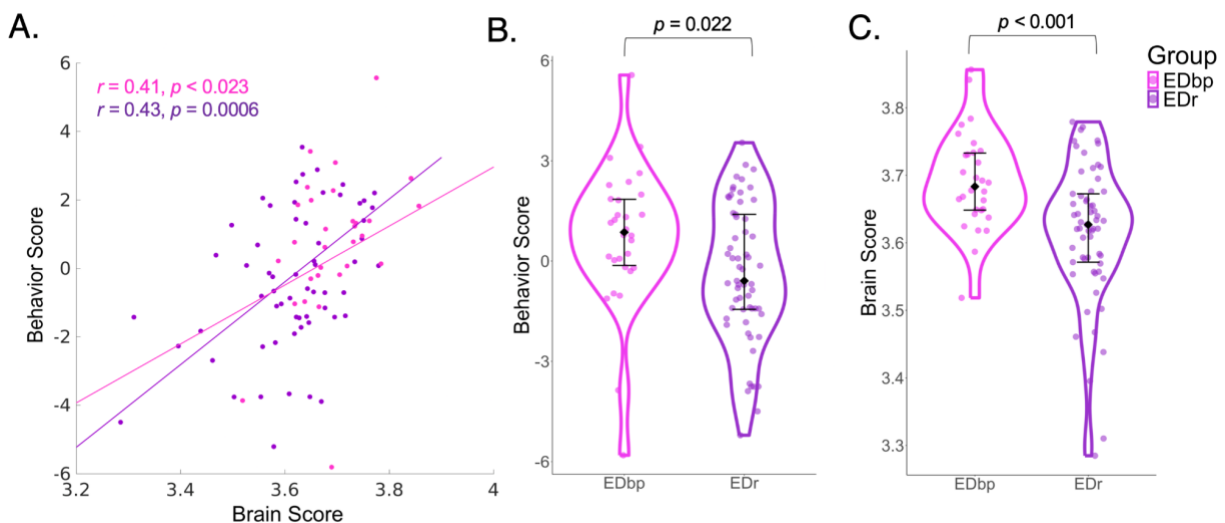 A.
r = 0.41, p < 0.023
r = 0.43, p = 0.0006
Behavior Score
6
4
2
0
-2
-4
-6
3.2
3.4
3.6
3.8
4
Brain Score
B.
p = 0.022
Behavior Score
6
3
0
-3
-6
EDbp
EDr
C.
p < 0.001
Brain Score
3.8
3.7
3.6
3.5
3.4
3.3
EDbp
EDr
Group
EDbp
EDr